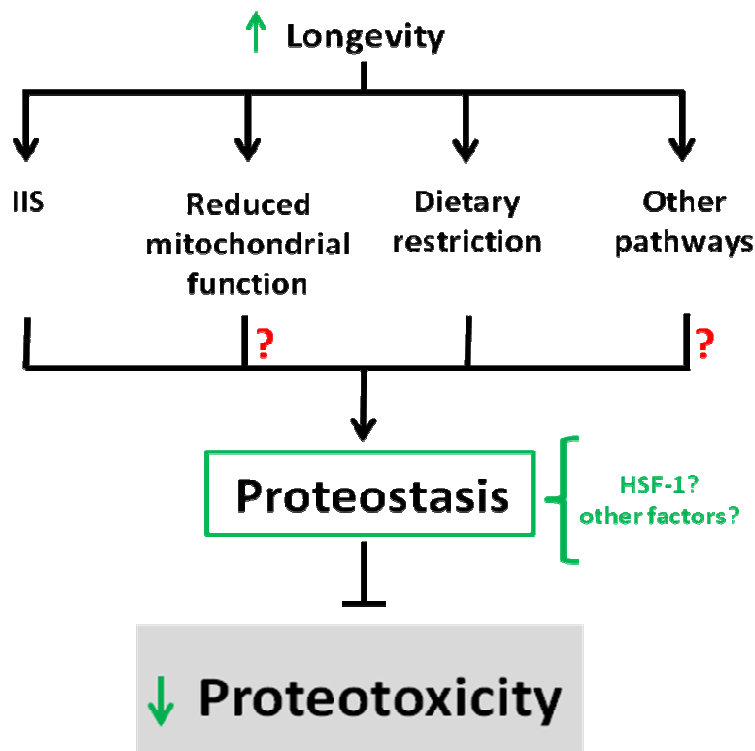 ↑ Longevity
IIS
Reduced
mitochondrial
function
Dietary
restriction
Other
pathways
?
?
Proteostasis
HSF-1?
other factors?
↓ Proteotoxicity